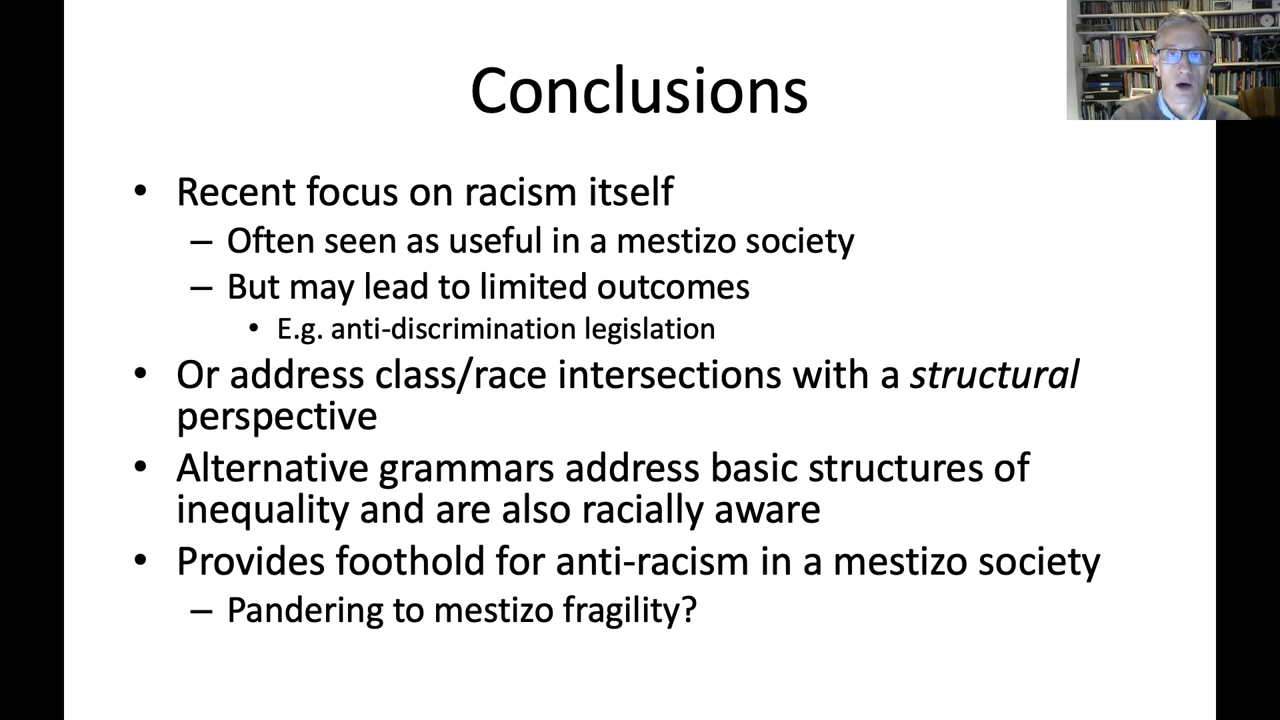 Conclusions
• Recent focus on racism itself
– Often seen as useful in a mestizo society
– But may lead to limited outcomes
• E.g. anti-discrimination legislation
• Or address class/race intersections with a structural
perspective
• Alternative grammars address basic structures of
inequality and are also racially aware
• Provides foothold for anti-racism in a mestizo society
– Pandering to mestizo fragility?